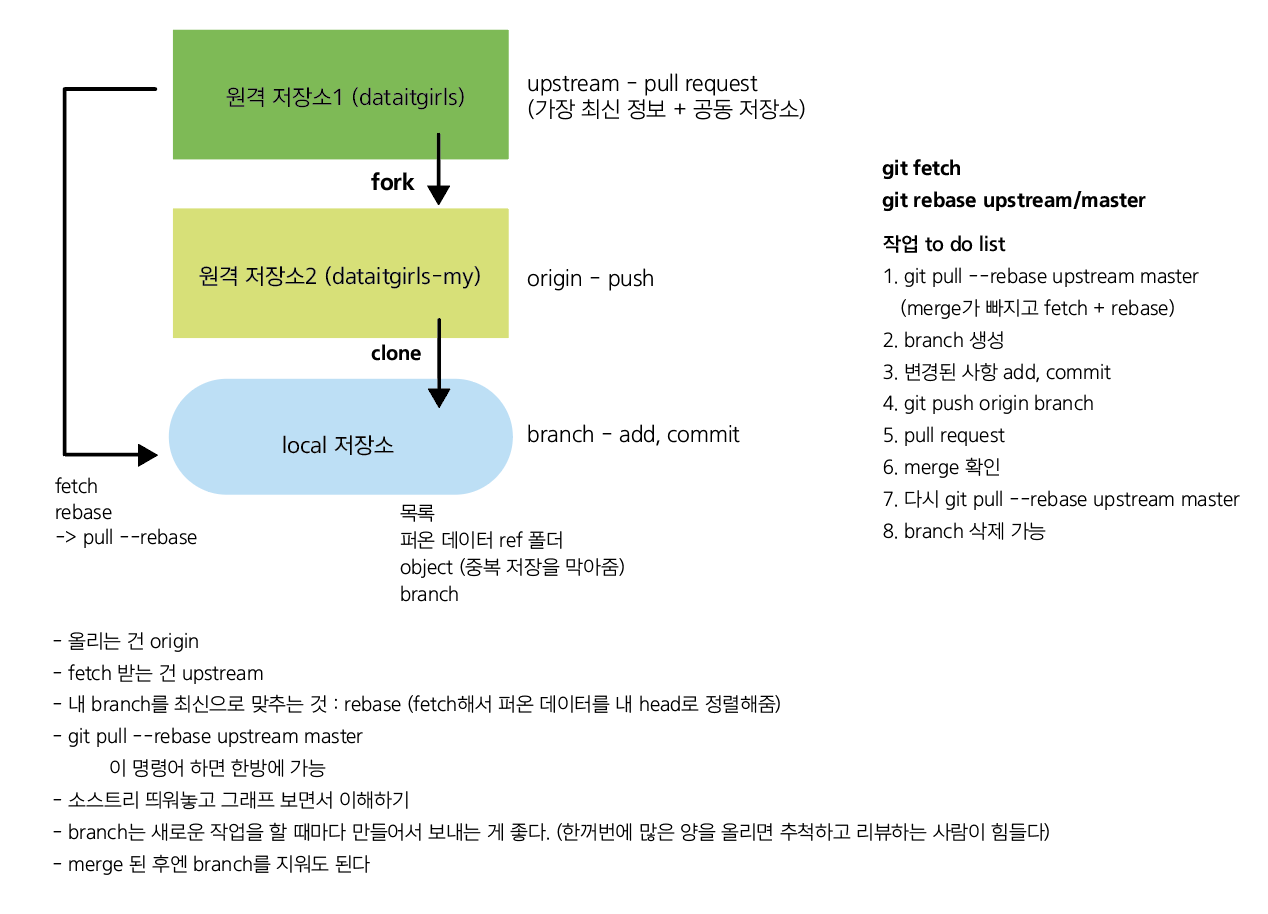 원격 저장소1 (dataitgirls)
upstream - pull request
(가장 최신 정보 + 공동 저장소)
fork
원격 저장소2 (dataitgirls-my)
origin - push
clone
local 저장소
branch - add, commit
fetch
rebase
-> pull --rebase
목록
퍼온 데이터 ref 폴더
object (중복 저장을 막아줌)
branch
git fetch
git rebase upstream/master
작업 to do list
1. git pull --rebase upstream master
(merge가 빠지고 fetch + rebase)
2. branch 생성
3. 변경된 사항 add, commit
4. git push origin branch
5. pull request
6. merge 확인
7. 다시 git pull --rebase upstream master
8. branch 삭제 가능
- 올리는 건 origin
- fetch 받는 건 upstream
- 내 branch를 최신으로 맞추는 것 : rebase (fetch해서 퍼온 데이터를 내 head로 정렬해줌)
- git pull --rebase upstream master
이 명령어 하면 한방에 가능
- 소스트리 띄워놓고 그래프 보면서 이해하기
- branch는 새로운 작업을 할 때마다 만들어서 보내는 게 좋다. (한꺼번에 많은 양을 올리면 추척하고 리뷰하는 사람이 힘들다)
- merge 된 후엔 branch를 지워도 된다